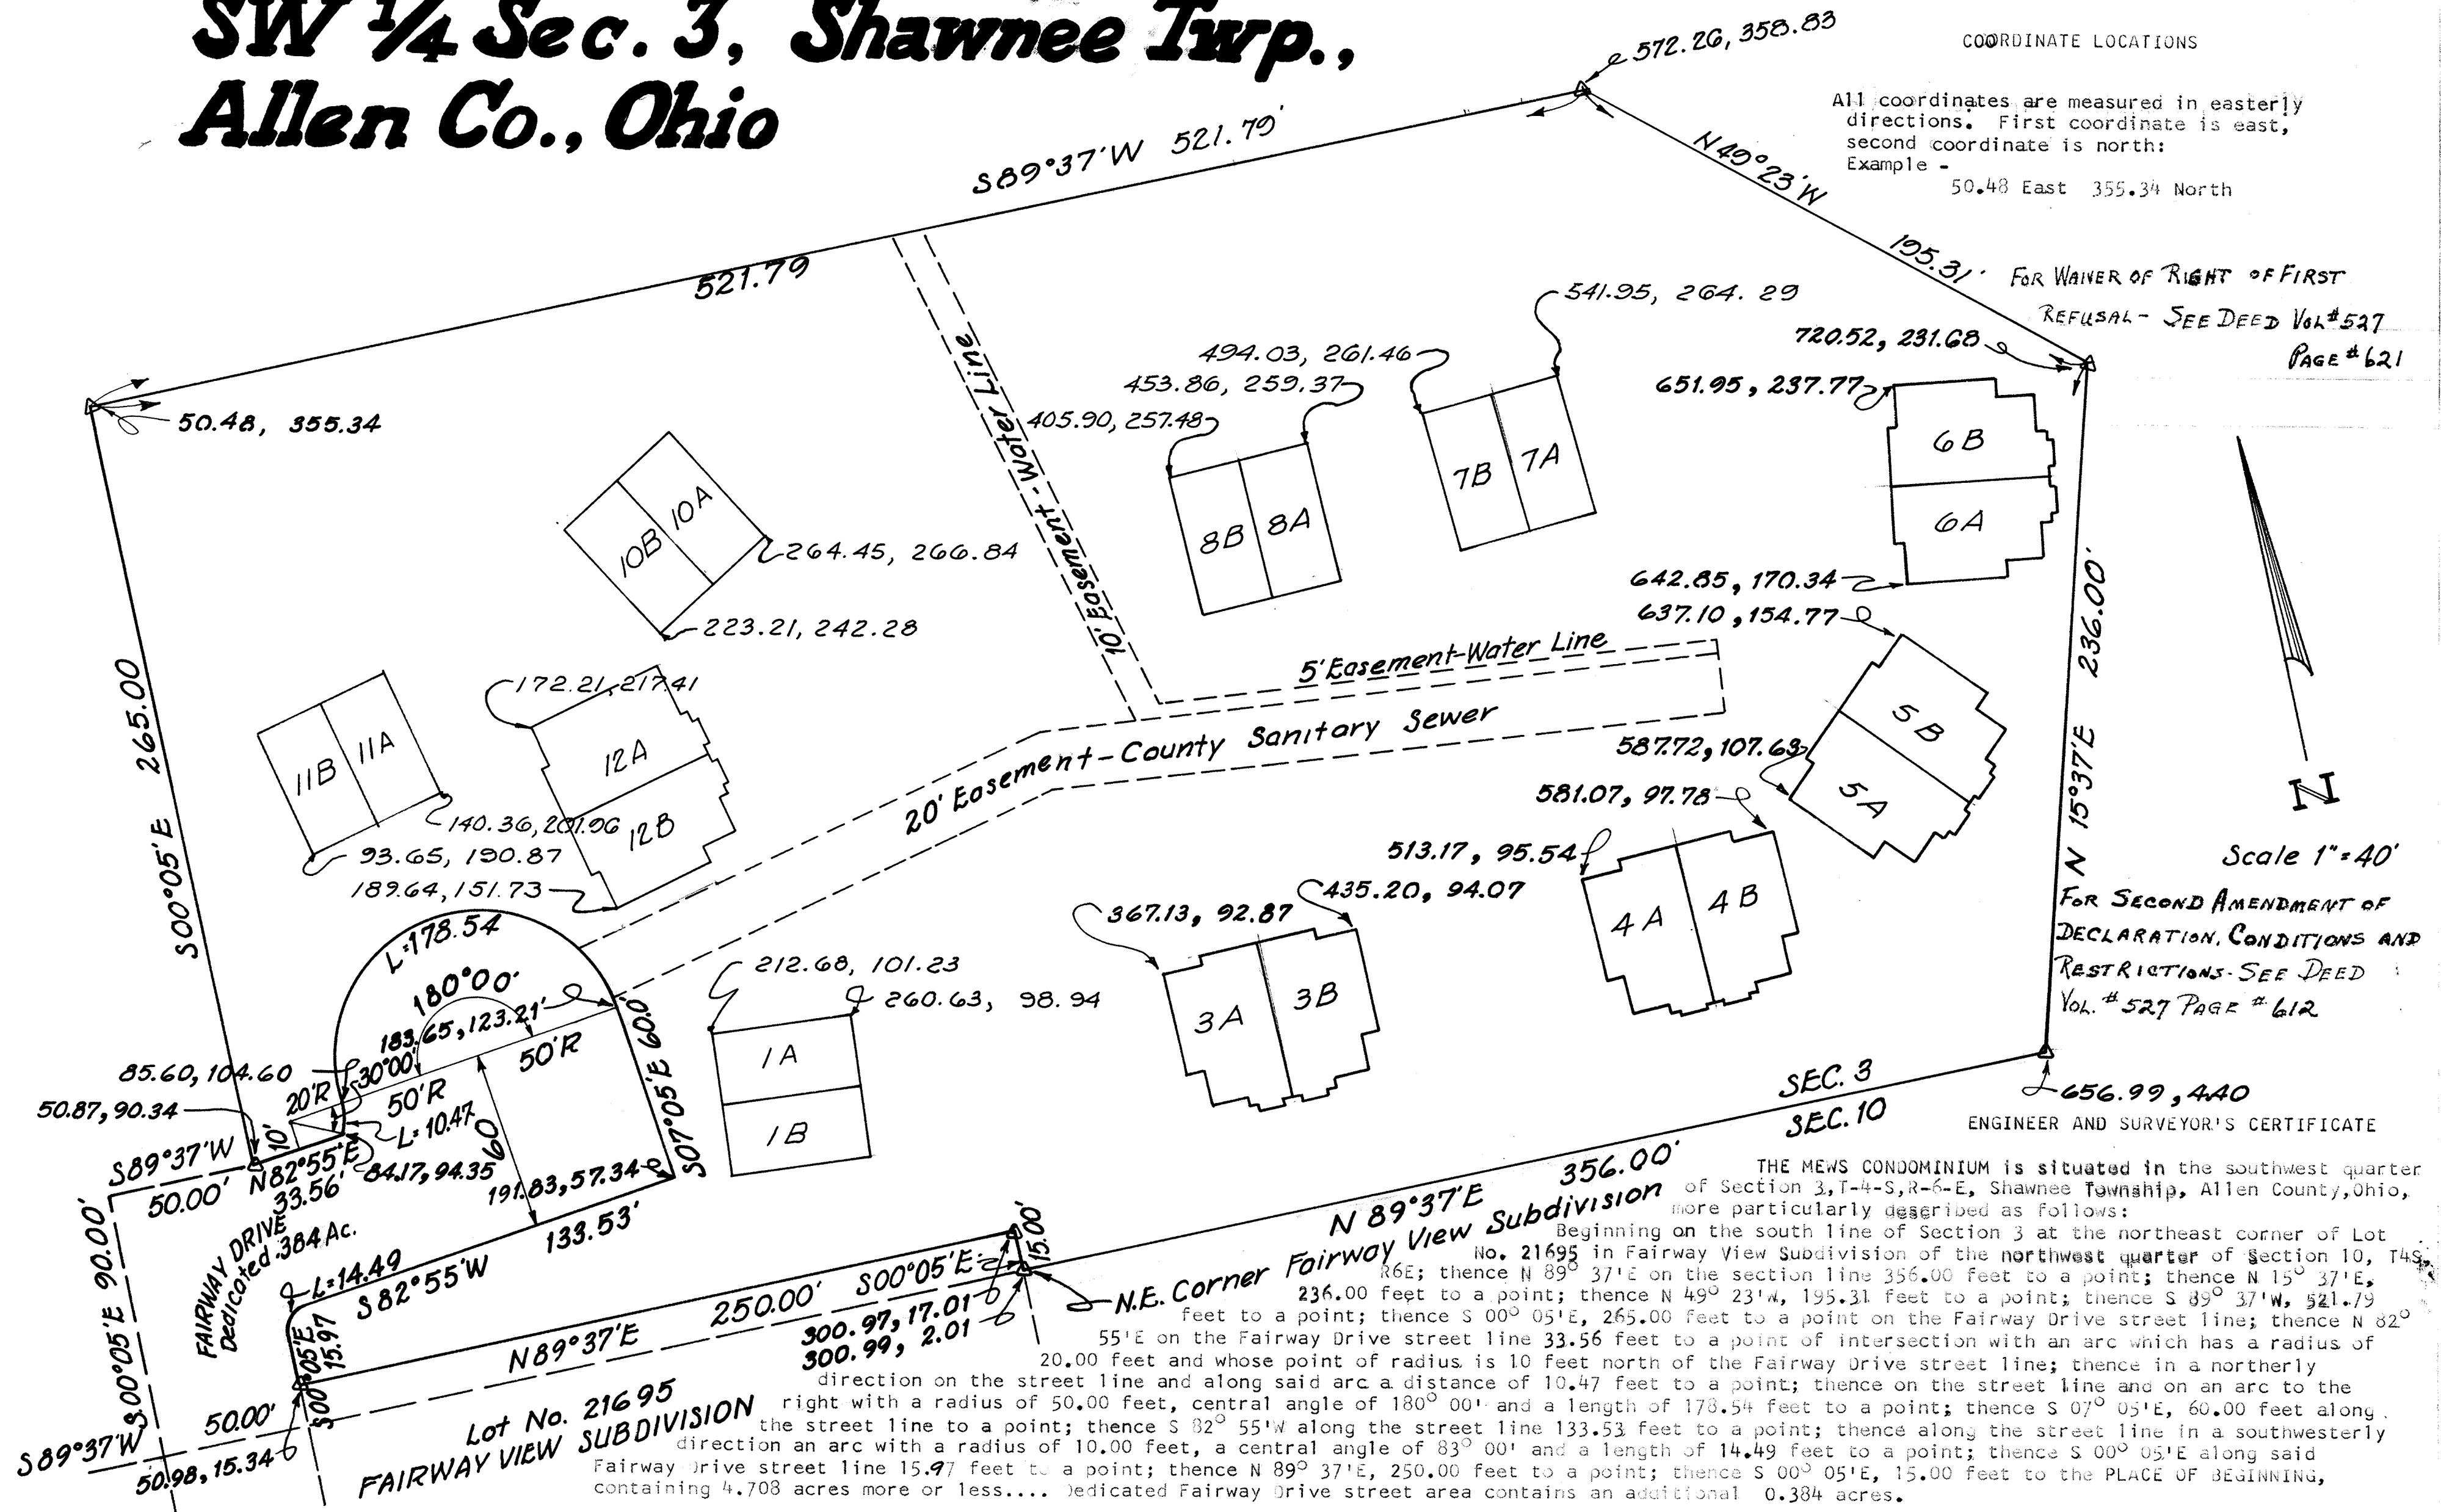 SW 1/4 Sec. 3, Shawnee Twp.,
Allen Co., Ohio
572.26, 358.83
COORDINATE LOCATIONS
All coordinates are measured in easterly
directions. First coordinate is east,
second coordinate is north:
Example -
50.48 East 355.34 North
S89°37'W 521.79'
N49°23'W
195.31'
521.79
FOR WAIVER OF RIGHT OF FIRST
REFUSAL - SEE DEED VOL # 527
PAGE # 621
541.95, 264.29
720.52, 231.68
494.03, 261.46
453.86, 259.37
651.95, 237.77
405.90, 257.48
50.48, 355.34
10' Easement - Water Line
7B
7A
6B
6A
8B
8A
10B
10A
264.45, 266.84
223.21, 242.28
642.85, 170.34
637.10, 154.77
N 15°37'E 236.00'
5' Easement-Water Line
20' Easement-County Sanitary Sewer
S00°05'E 265.00
172.21, 217.41
11B
11A
12A
12B
140.36, 201.96
93.65, 190.87
189.64, 151.73
587.72, 107.63
5B
5A
581.07, 97.78
513.17, 95.54
4A
4B
435.20, 94.07
367.13, 92.87
3A
3B
N
Scale 1"=40'
FOR SECOND AMENDMENT OF
DECLARATION, CONDITIONS AND
RESTRICTIONS - SEE DEED
VOL. # 527 PAGE # 612
L=178.54
180°00'
183.65, 123.21
50'R
50'R
30°00'
20'R
S07°05'E 60.0'
212.68, 101.23
260.63, 98.94
1A
1B
85.60, 104.60
50.87, 90.34
10'
L=10.47
60
84.17, 94.35
191.83, 57.34
S89°37'W
50.00'
N82°55'E
33.56'
FAIRWAY DRIVE
Dedicated .384 Ac.
S00°05'E 90.00'
L=14.49
S82°55'W 133.53'
S00°05'E
15.97
N89°37'E 250.00'
S00°05'E
15.00'
300.97, 17.01
300.99, 2.01
N.E. Corner Fairway View Subdivision
N 89°37'E 356.00'
SEC. 3
SEC. 10
656.99, 4.40
S89°37'W 50.00'
50.98, 15.34
Lot No. 21695
FAIRWAY VIEW SUBDIVISION
ENGINEER AND SURVEYOR'S CERTIFICATE
THE MEWS CONDOMINIUM is situated in the southwest quarter
of Section 3, T-4-S, R-6-E, Shawnee Township, Allen County, Ohio,
more particularly described as follows:
Beginning on the south line of Section 3 at the northeast corner of Lot
No. 21695 in Fairway View Subdivision of the northwest quarter of Section 10, T4S,
R6E; thence N 89° 37'E on the section line 356.00 feet to a point; thence N 15° 37'E,
236.00 feet to a point; thence N 49° 23'W, 195.31 feet to a point; thence S 89° 37'W, 521.79
feet to a point; thence S 00° 05'E, 265.00 feet to a point on the Fairway Drive street line; thence N 82°
55'E on the Fairway Drive street line 33.56 feet to a point of intersection with an arc which has a radius of
20.00 feet and whose point of radius is 10 feet north of the Fairway Drive street line; thence in a northerly
direction on the street line and along said arc a distance of 10.47 feet to a point; thence on the street line and on an arc to the
right with a radius of 50.00 feet, central angle of 180° 00' and a length of 178.54 feet to a point; thence S 07° 05'E, 60.00 feet along
the street line to a point; thence S 82° 55'W along the street line 133.53 feet to a point; thence along the street line in a southwesterly
direction an arc with a radius of 10.00 feet, a central angle of 83° 00' and a length of 14.49 feet to a point; thence S 00° 05'E along said
Fairway Drive street line 15.97 feet to a point; thence N 89° 37'E, 250.00 feet to a point; thence S 00° 05'E, 15.00 feet to the PLACE OF BEGINNING,
containing 4.708 acres more or less.... Dedicated Fairway Drive street area contains an additional 0.384 acres.